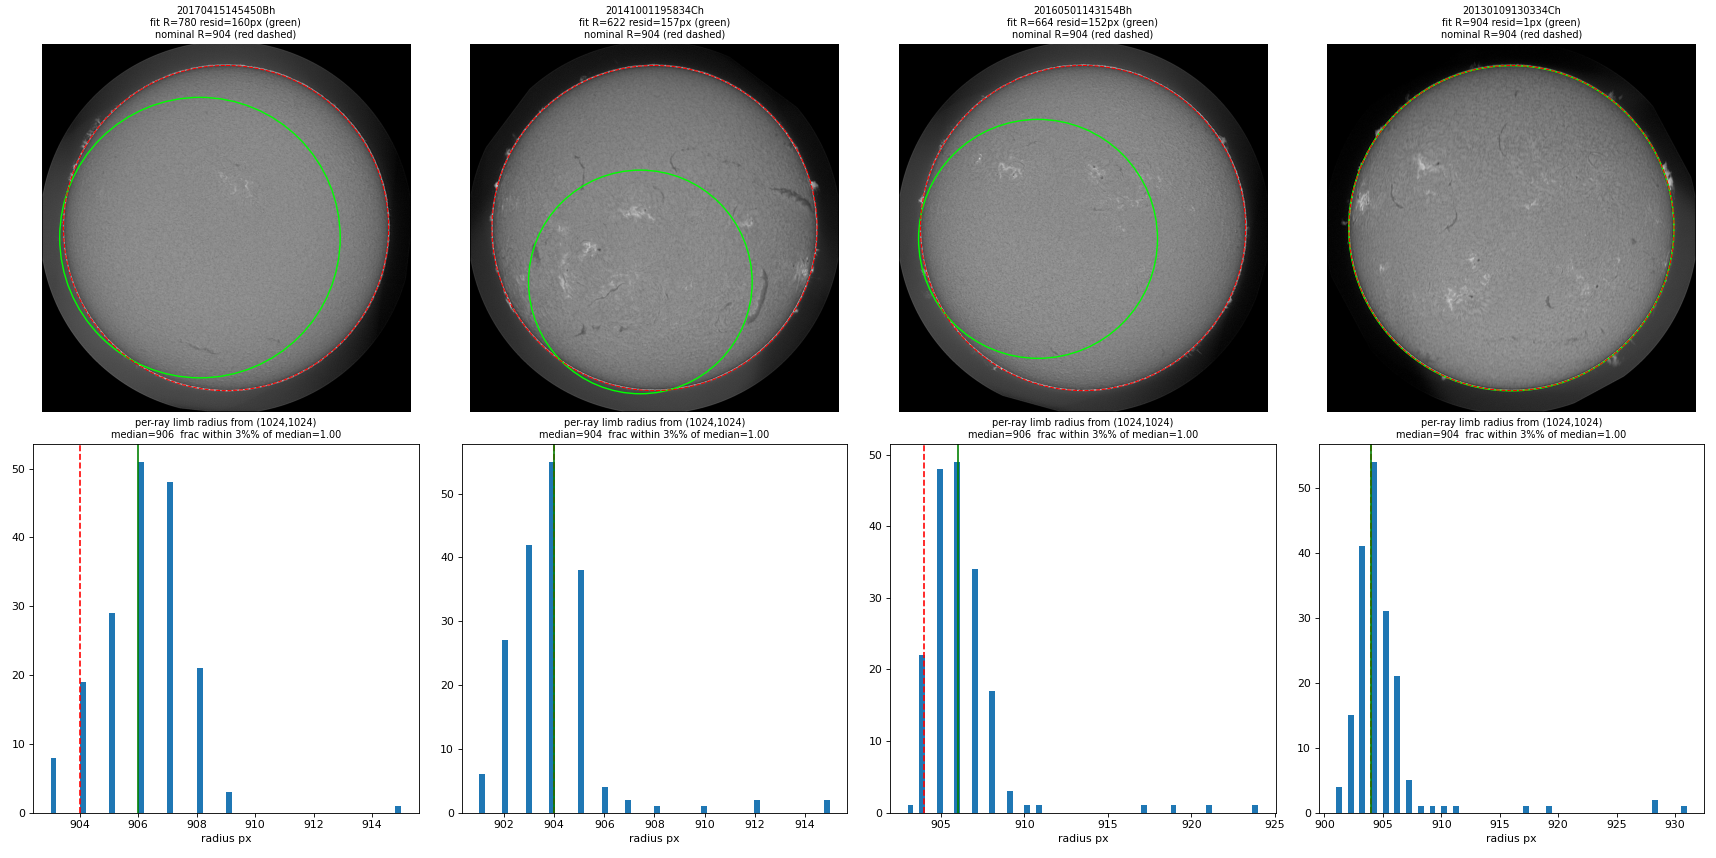 20170415145450Bh
fit R=780 resid=160px (green)
nominal R=904 (red dashed)
20141001195834Ch
fit R=622 resid=157px (green)
nominal R=904 (red dashed)
20160501143154Bh
fit R=664 resid=152px (green)
nominal R=904 (red dashed)
20130109130334Ch
fit R=904 resid=1px (green)
nominal R=904 (red dashed)
per-ray limb radius from (1024,1024)
median=906 frac within 3%% of median=1.00
50
40
30
20
10
0
904
906
908
910
912
914
radius px
per-ray limb radius from (1024,1024)
median=904 frac within 3%% of median=1.00
50
40
30
20
10
0
902
904
906
908
910
912
914
radius px
per-ray limb radius from (1024,1024)
median=906 frac within 3%% of median=1.00
50
40
30
20
10
0
905
910
915
920
925
radius px
per-ray limb radius from (1024,1024)
median=904 frac within 3%% of median=1.00
50
40
30
20
10
0
900
905
910
915
920
925
930
radius px